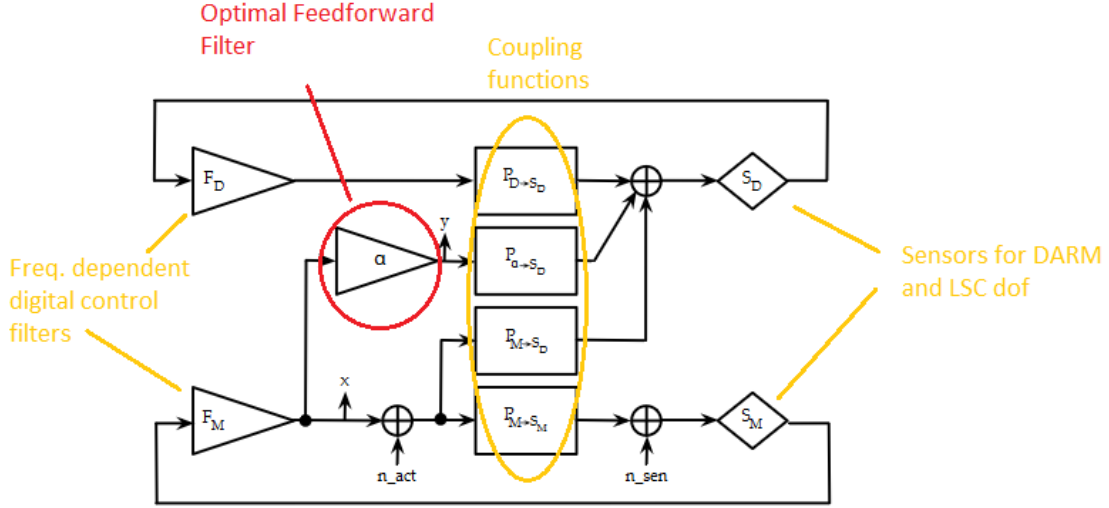 Optimal Feedforward
Filter
Coupling
functions
F_D
P_D→S_D
S_D
y
α
P_α→S_D
Freq. dependent
digital control
filters
Sensors for DARM
and LSC dof
P_M→S_D
x
F_M
P_M→S_M
S_M
n_act
n_sen